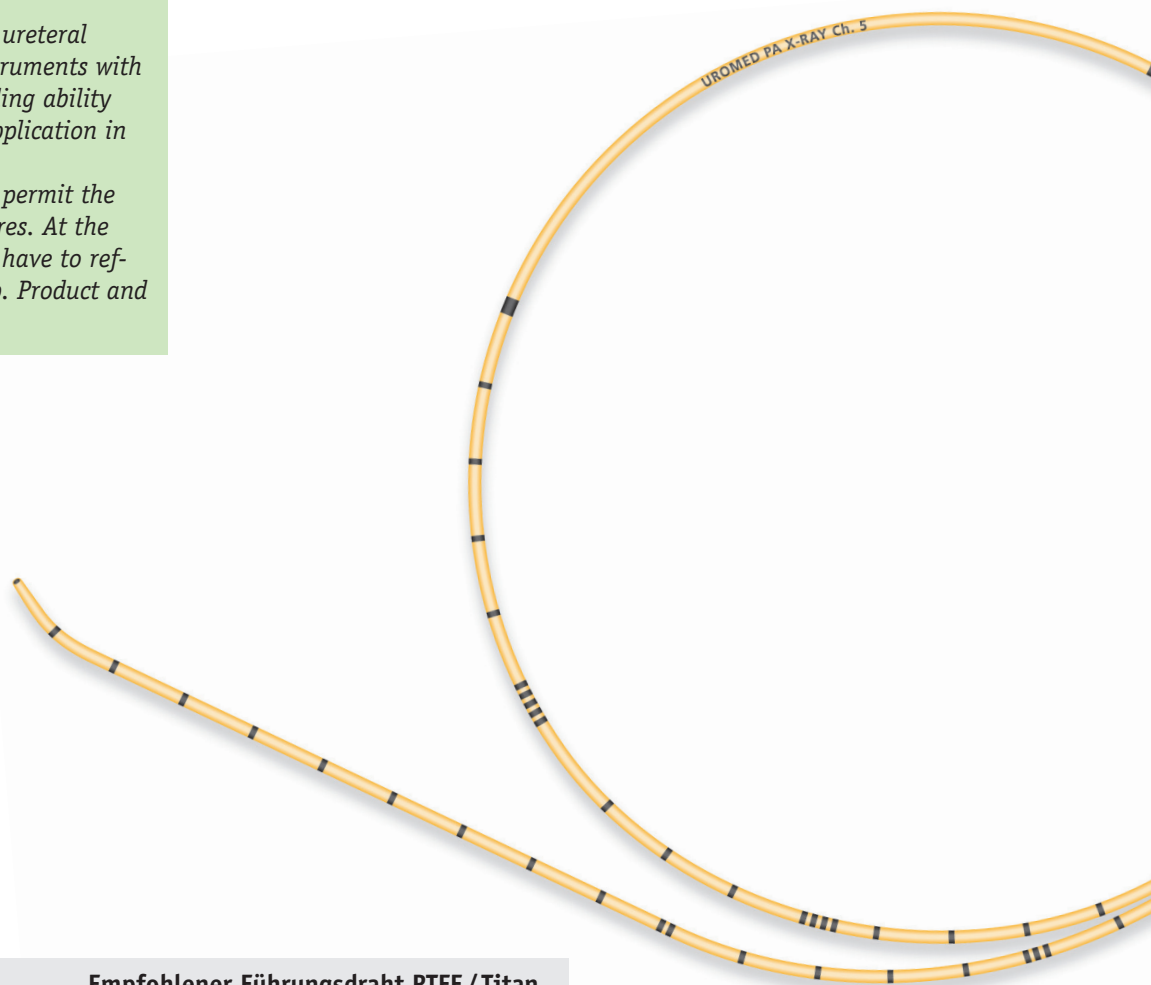 ureteral
ruments with
ling ability
pplication in
permit the
res. At the
have to ref-
. Product and
UROMED PA X-RAY Ch. 5
Empfohlener Führungsdraht PTFE/Titan